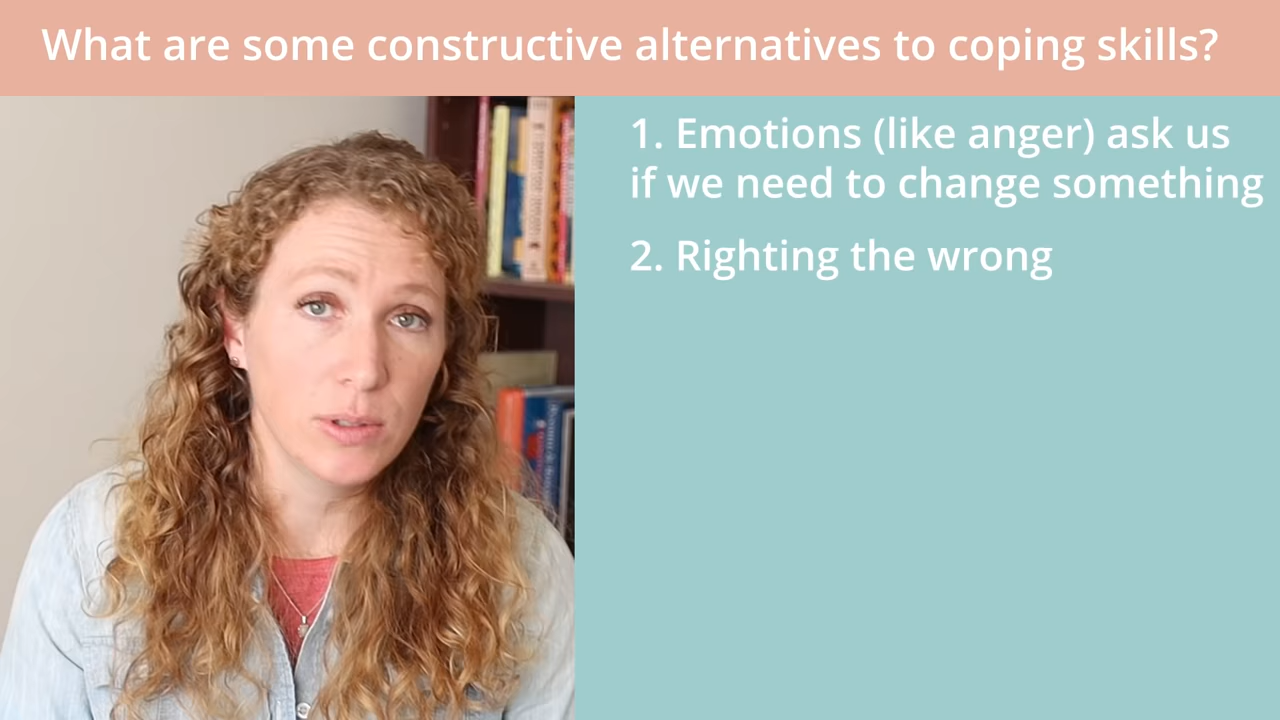 What are some constructive alternatives to coping skills?
1. Emotions (like anger) ask us
if we need to change something
2. Righting the wrong